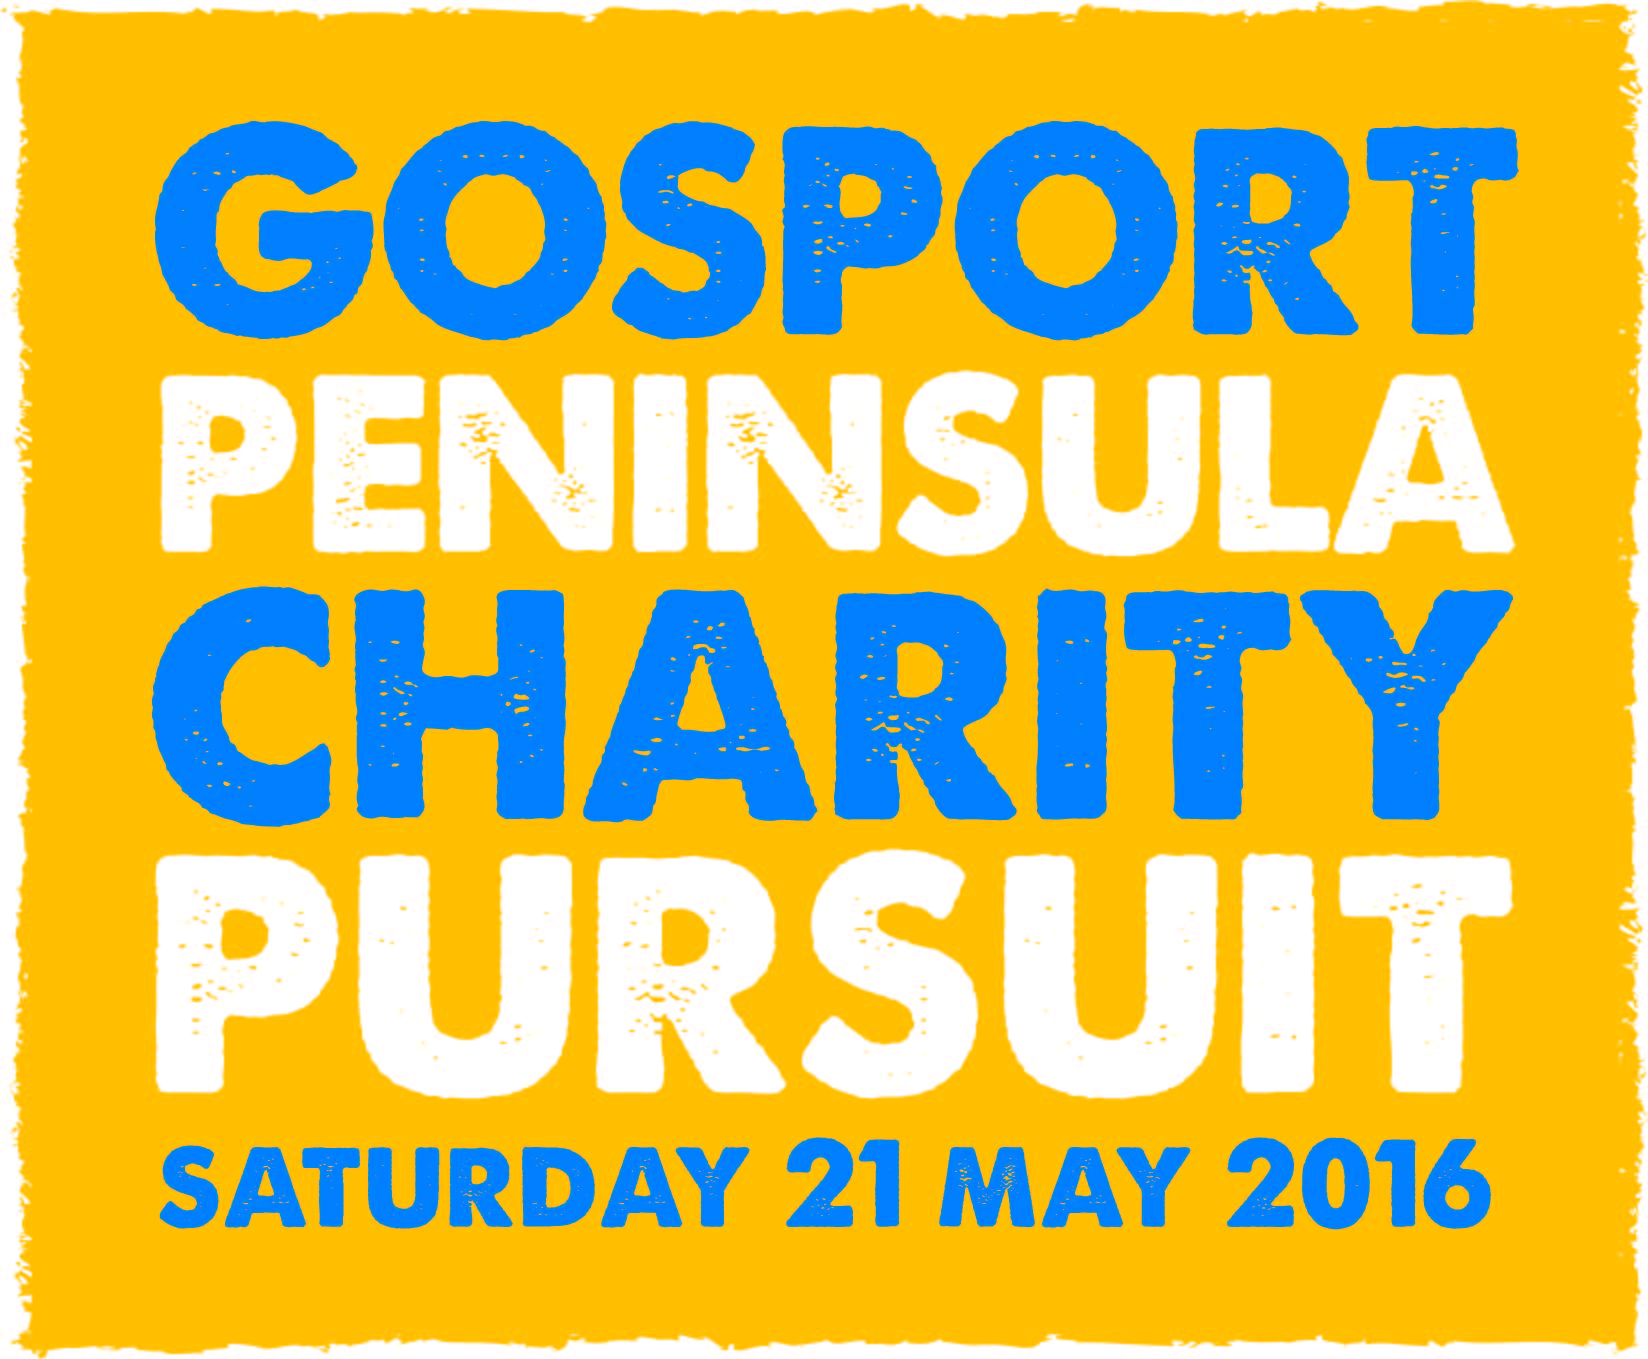 GOSPORT
PENINSULA
CHARITY
PURSUIT
SATURDAY 21 MAY 2016